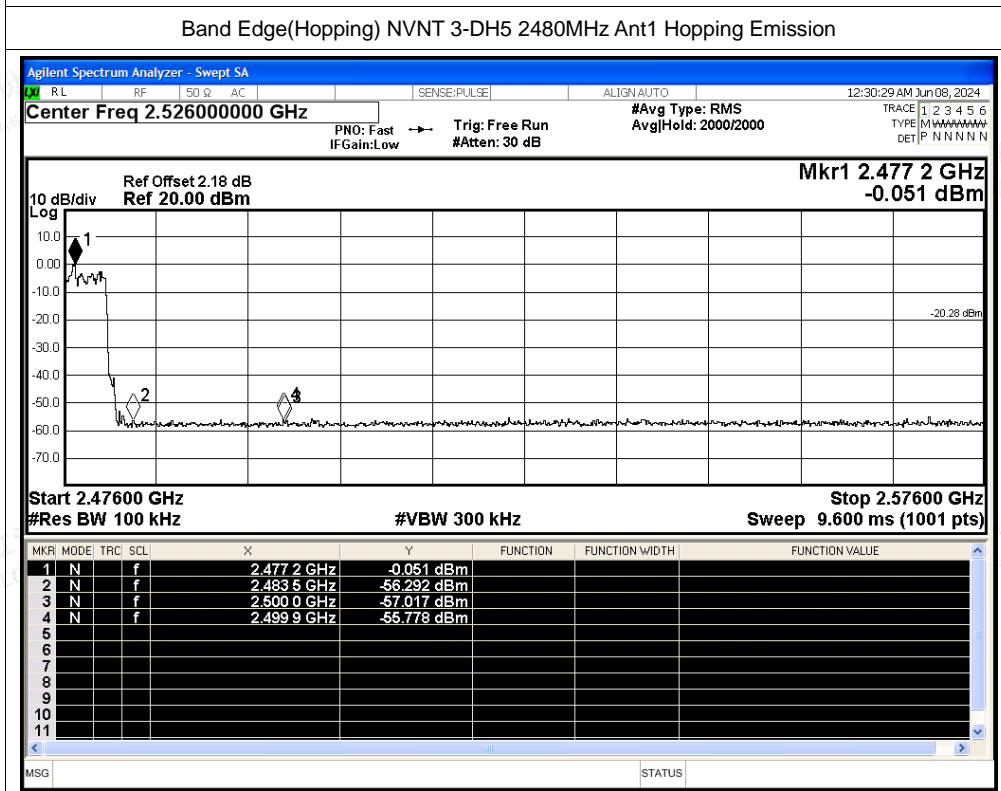 Band Edge(Hopping) NVNT 3-DH5 2480MHz Ant1 Hopping Emission
Agilent Spectrum Analyzer - Swept SA
LXI RL RF 50 Ω AC SENSE:PULSE ALIGN AUTO 12:30:29 AM Jun 08, 2024
Center Freq 2.526000000 GHz #Avg Type: RMS TRACE 1 2 3 4 5 6
PNO: Fast Trig: Free Run Avg|Hold: 2000/2000 TYPE M WWWWW
IFGain:Low #Atten: 30 dB DET P N N N N N
Mkr1 2.477 2 GHz
Ref Offset 2.18 dB
10 dB/div Ref 20.00 dBm -0.051 dBm
Log
10.0
1
0.00
-10.0
-20.0
-20.28 dBm
-30.0
-40.0
-50.0
2
-60.0
-70.0
Start 2.47600 GHz Stop 2.57600 GHz
#Res BW 100 kHz #VBW 300 kHz Sweep 9.600 ms (1001 pts)
MKR MODE TRC SCL X Y FUNCTION FUNCTION WIDTH FUNCTION VALUE
1 N f 2.477 2 GHz -0.051 dBm
2 N f 2.483 5 GHz -56.292 dBm
3 N f 2.500 0 GHz -57.017 dBm
4 N f 2.499 9 GHz -55.778 dBm
5
6
7
8
9
10
11
MSG STATUS